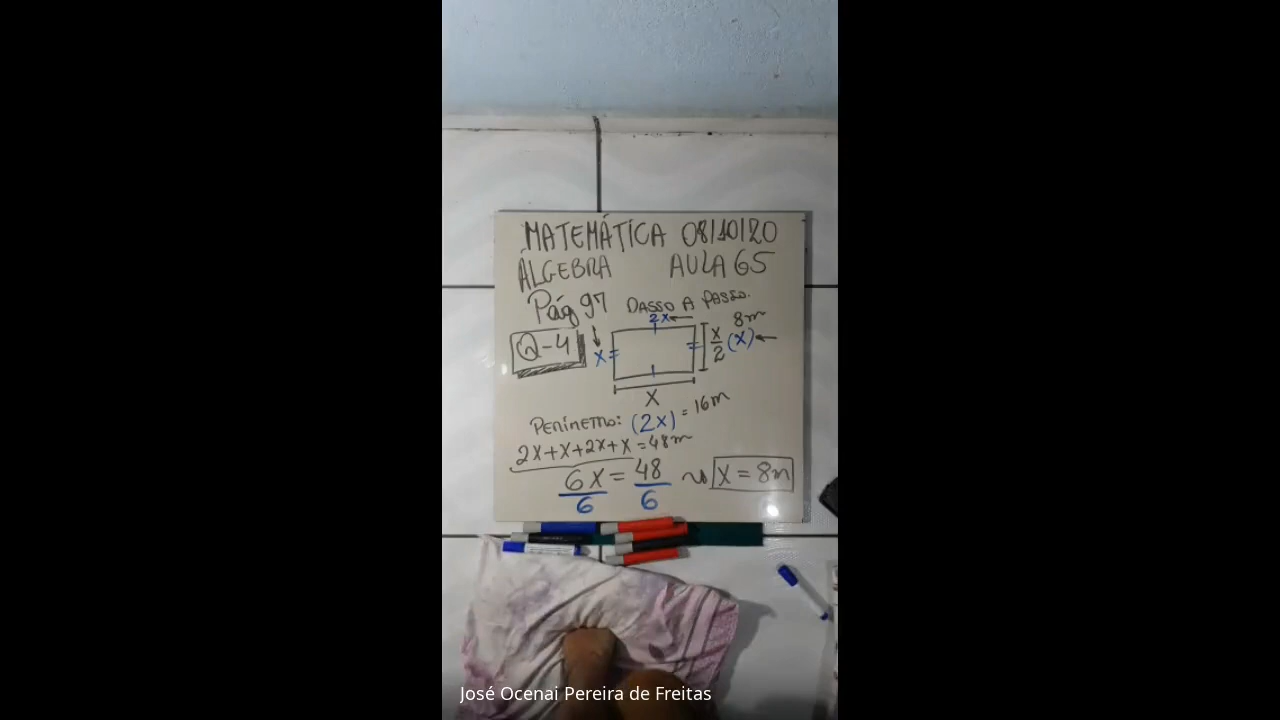 MATEMÁTICA 08/10/20
ÁLGEBRA AULA 65
Pág 97 PASSO A PASSO.
Q-4
2x
8m
x
x/2 (x)
x
Perímetro: (2x) = 16m
2x+x+2x+x=48m
6x/6 = 48/6 ~> x = 8m
José Ocenai Pereira de Freitas